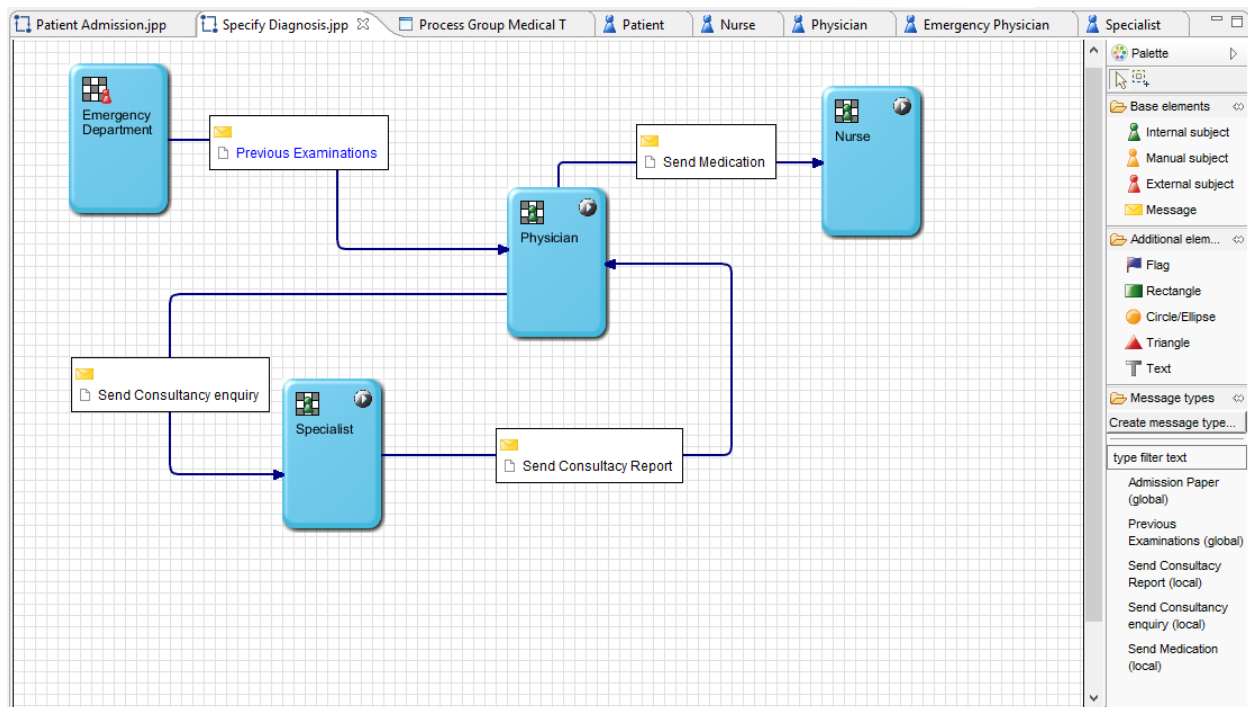 Patient Admission.jpp
Specify Diagnosis.jpp
Process Group Medical T
Patient
Nurse
Physician
Emergency Physician
Specialist
Emergency
Department
Previous Examinations
Send Medication
Nurse
Physician
Send Consultancy enquiry
Specialist
Send Consultacy Report
Palette
Base elements
Internal subject
Manual subject
External subject
Message
Additional elem...
Flag
Rectangle
Circle/Ellipse
Triangle
Text
Message types
Create message type...
type filter text
Admission Paper
(global)
Previous
Examinations (global)
Send Consultacy
Report (local)
Send Consultancy
enquiry (local)
Send Medication
(local)